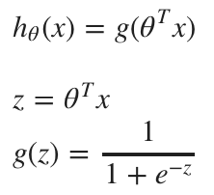 hθ(x) = g(θᵀx)
z = θᵀx
g(z) = 1 / (1 + e⁻ᶻ)